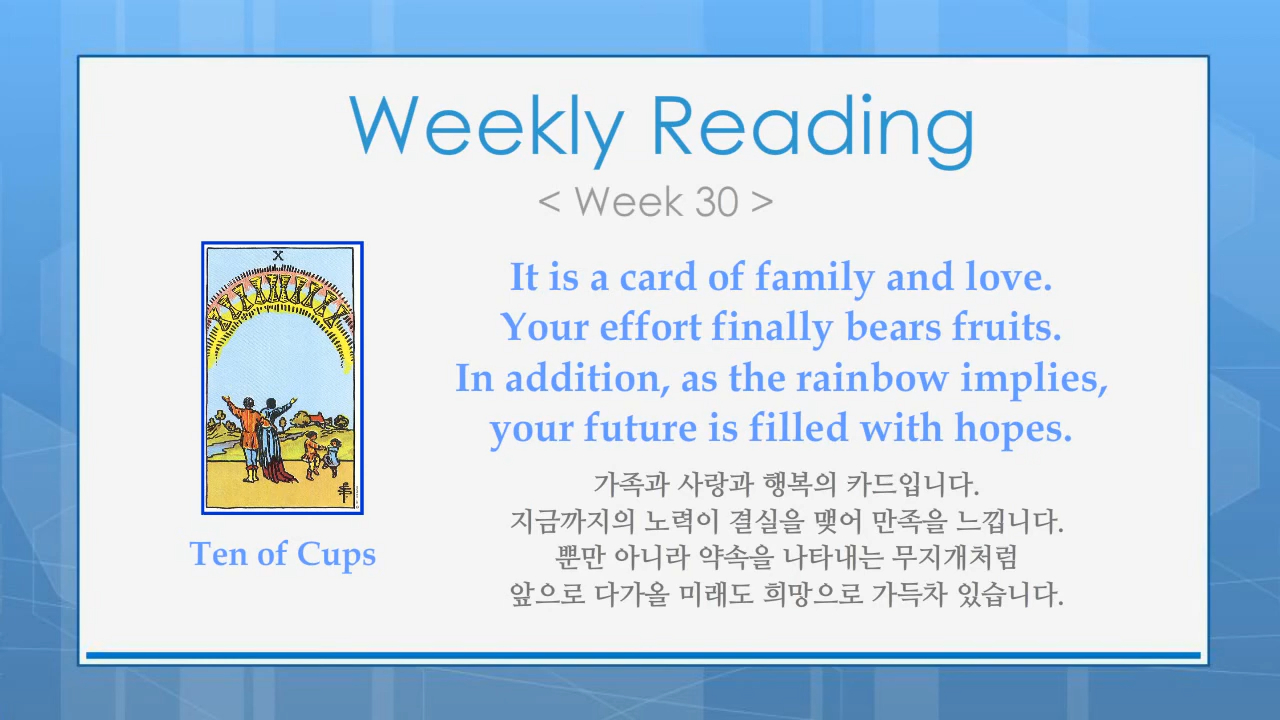 Weekly Reading
< Week 30 >
X
It is a card of family and love.
Your effort finally bears fruits.
In addition, as the rainbow implies,
your future is filled with hopes.
가족과 사랑과 행복의 카드입니다.
지금까지의 노력이 결실을 맺어 만족을 느낍니다.
뿐만 아니라 약속을 나타내는 무지개처럼
앞으로 다가올 미래도 희망으로 가득차 있습니다.
Ten of Cups